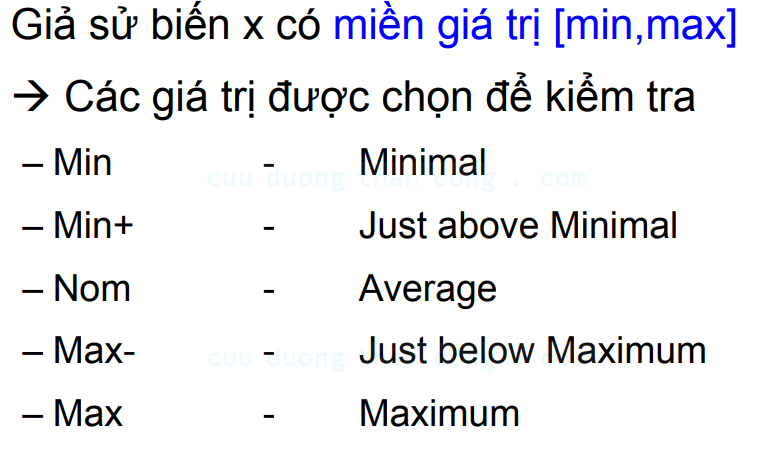 Giả sử biến x có miền giá trị [min,max]
→ Các giá trị được chọn để kiểm tra
– Min - Minimal
cuu duong than cong . com
– Min+ - Just above Minimal
– Nom - Average
– Max- - Just below Maximum
cuu duong than cong
– Max - Maximum